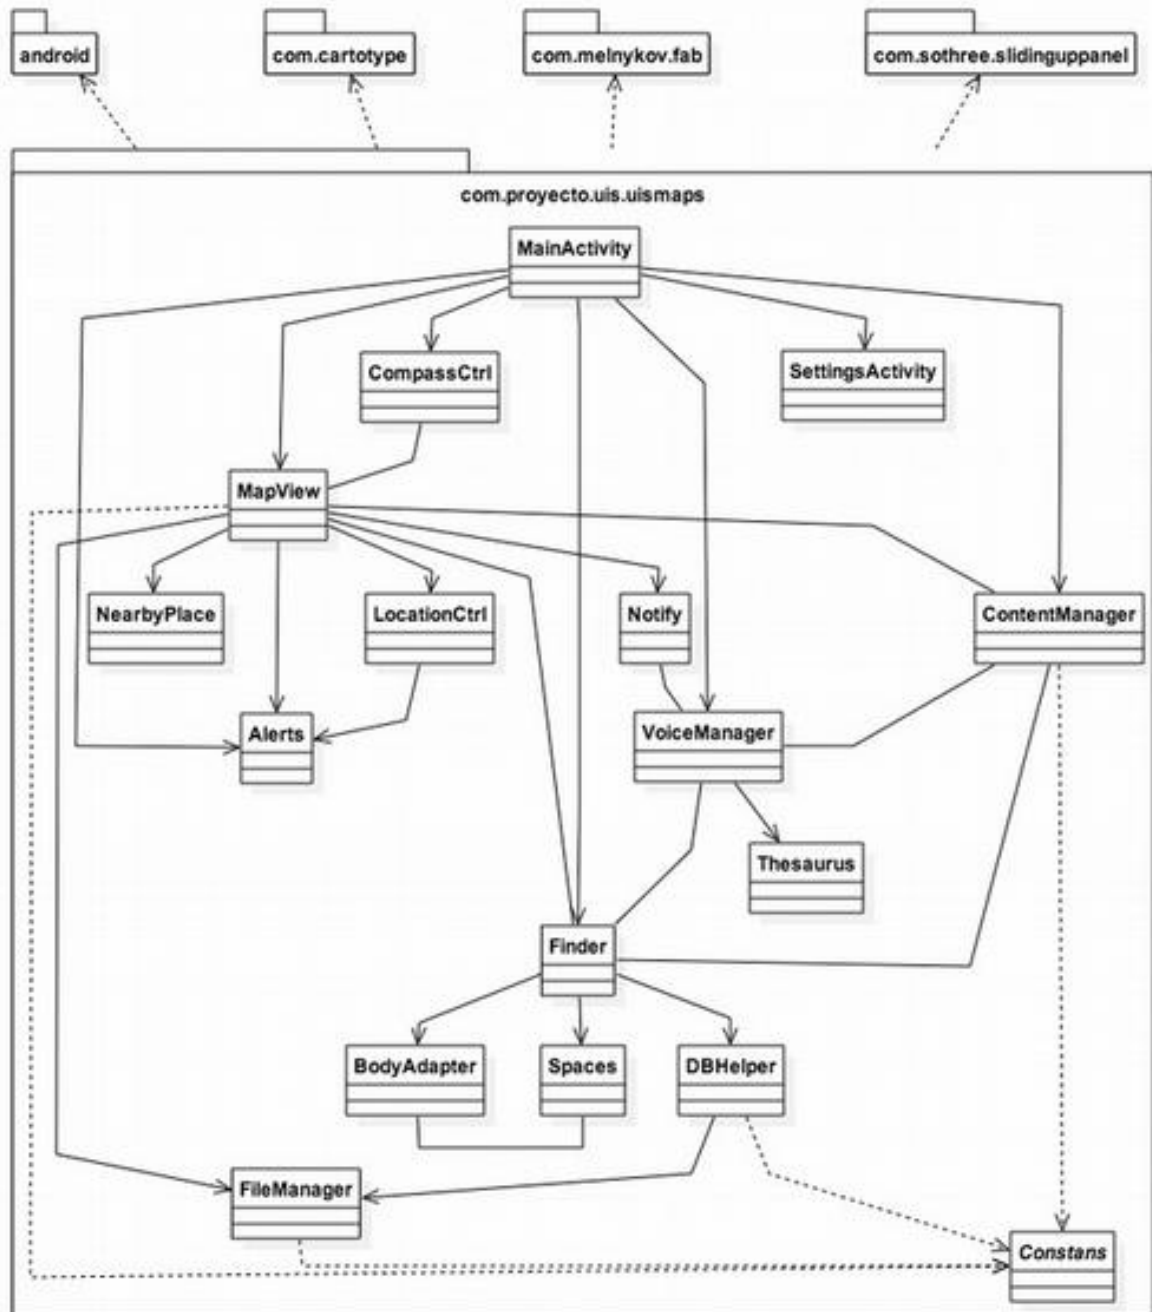 android
com.cartotype
com.melnykov.fab
com.sothree.slidinguppanel
com.proyecto.uis.uismaps
MainActivity
CompassCtrl
SettingsActivity
MapView
NearbyPlace
LocationCtrl
Notify
ContentManager
Alerts
VoiceManager
Thesaurus
Finder
BodyAdapter
Spaces
DBHelper
FileManager
Constans